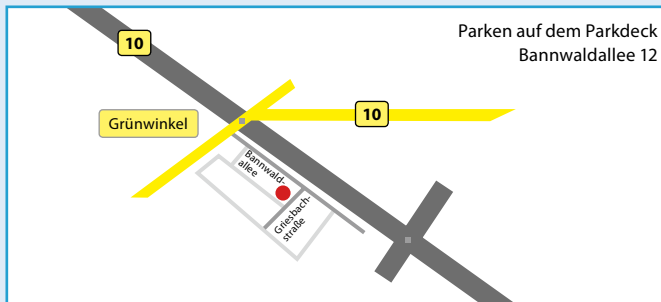 Parken auf dem Parkdeck
Bannwaldallee 12
10
10
Grünwinkel
Bannwald-
allee
Griesbach-
straße